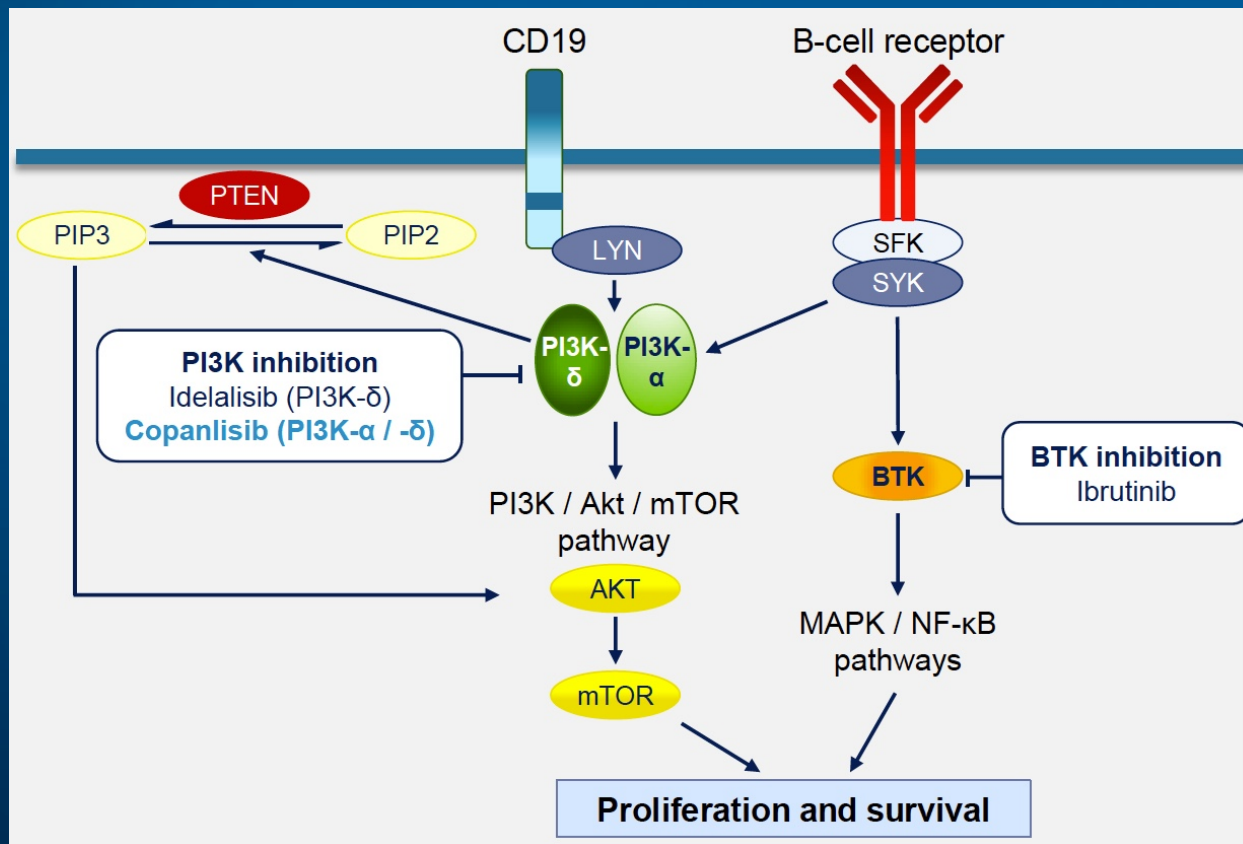 CD19
B-cell receptor
PTEN
PIP3
PIP2
LYN
SFK
SYK
PI3K-
δ
PI3K-
α
PI3K inhibition
Idelalisib (PI3K-δ)
Copanlisib (PI3K-α / -δ)
BTK
BTK inhibition
Ibrutinib
PI3K / Akt / mTOR
pathway
AKT
mTOR
MAPK / NF-κB
pathways
Proliferation and survival